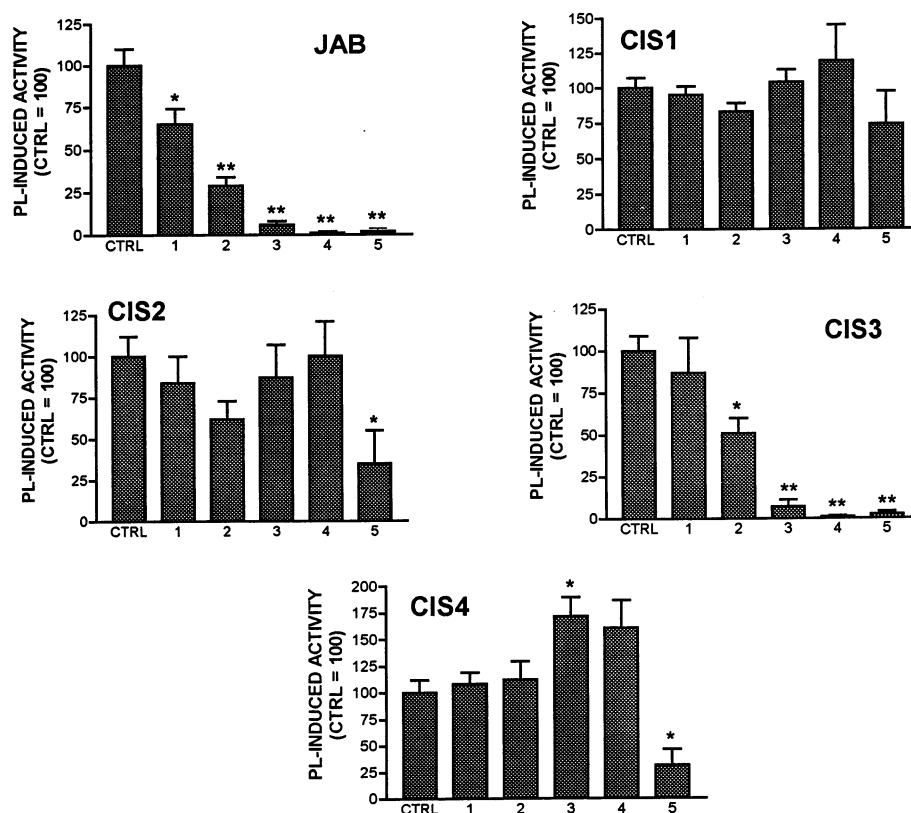 JAB
PL-INDUCED ACTIVITY
(CTRL = 100)
125
100
75
50
25
0
*
**
**
**
**
CTRL 1 2 3 4 5
CIS1
PL-INDUCED ACTIVITY
(CTRL = 100)
150
125
100
75
50
25
0
CTRL 1 2 3 4 5
CIS2
PL-INDUCED ACTIVITY
(CTRL = 100)
125
100
75
50
25
0
*
CTRL 1 2 3 4 5
CIS3
PL-INDUCED ACTIVITY
(CTRL = 100)
125
100
75
50
25
0
*
**
**
**
CTRL 1 2 3 4 5
CIS4
PL-INDUCED ACTIVITY
(CTRL = 100)
200
175
150
125
100
75
50
25
0
*
*
CTRL 1 2 3 4 5